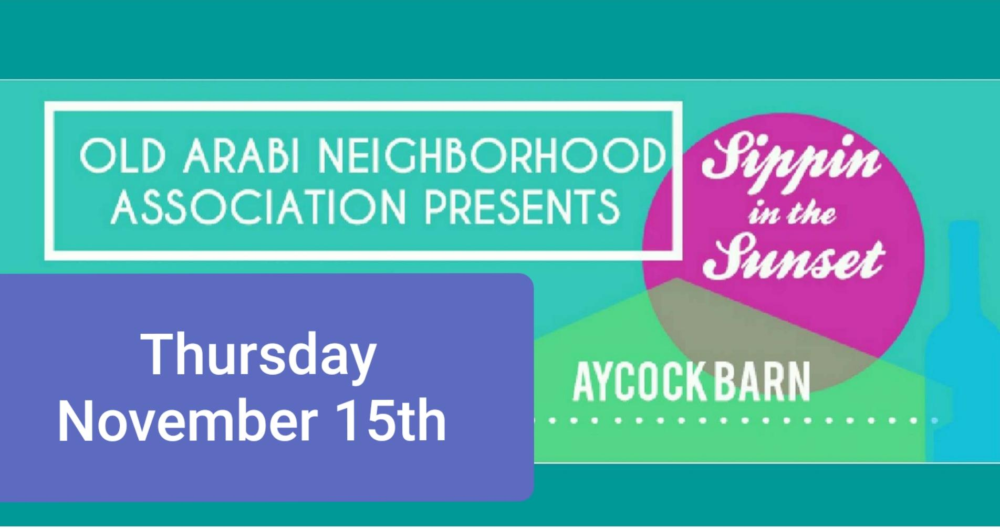 OLD ARABI NEIGHBORHOOD
ASSOCIATION PRESENTS
Sippin
in the
Sunset
Thursday
November 15th
AYCOCK BARN